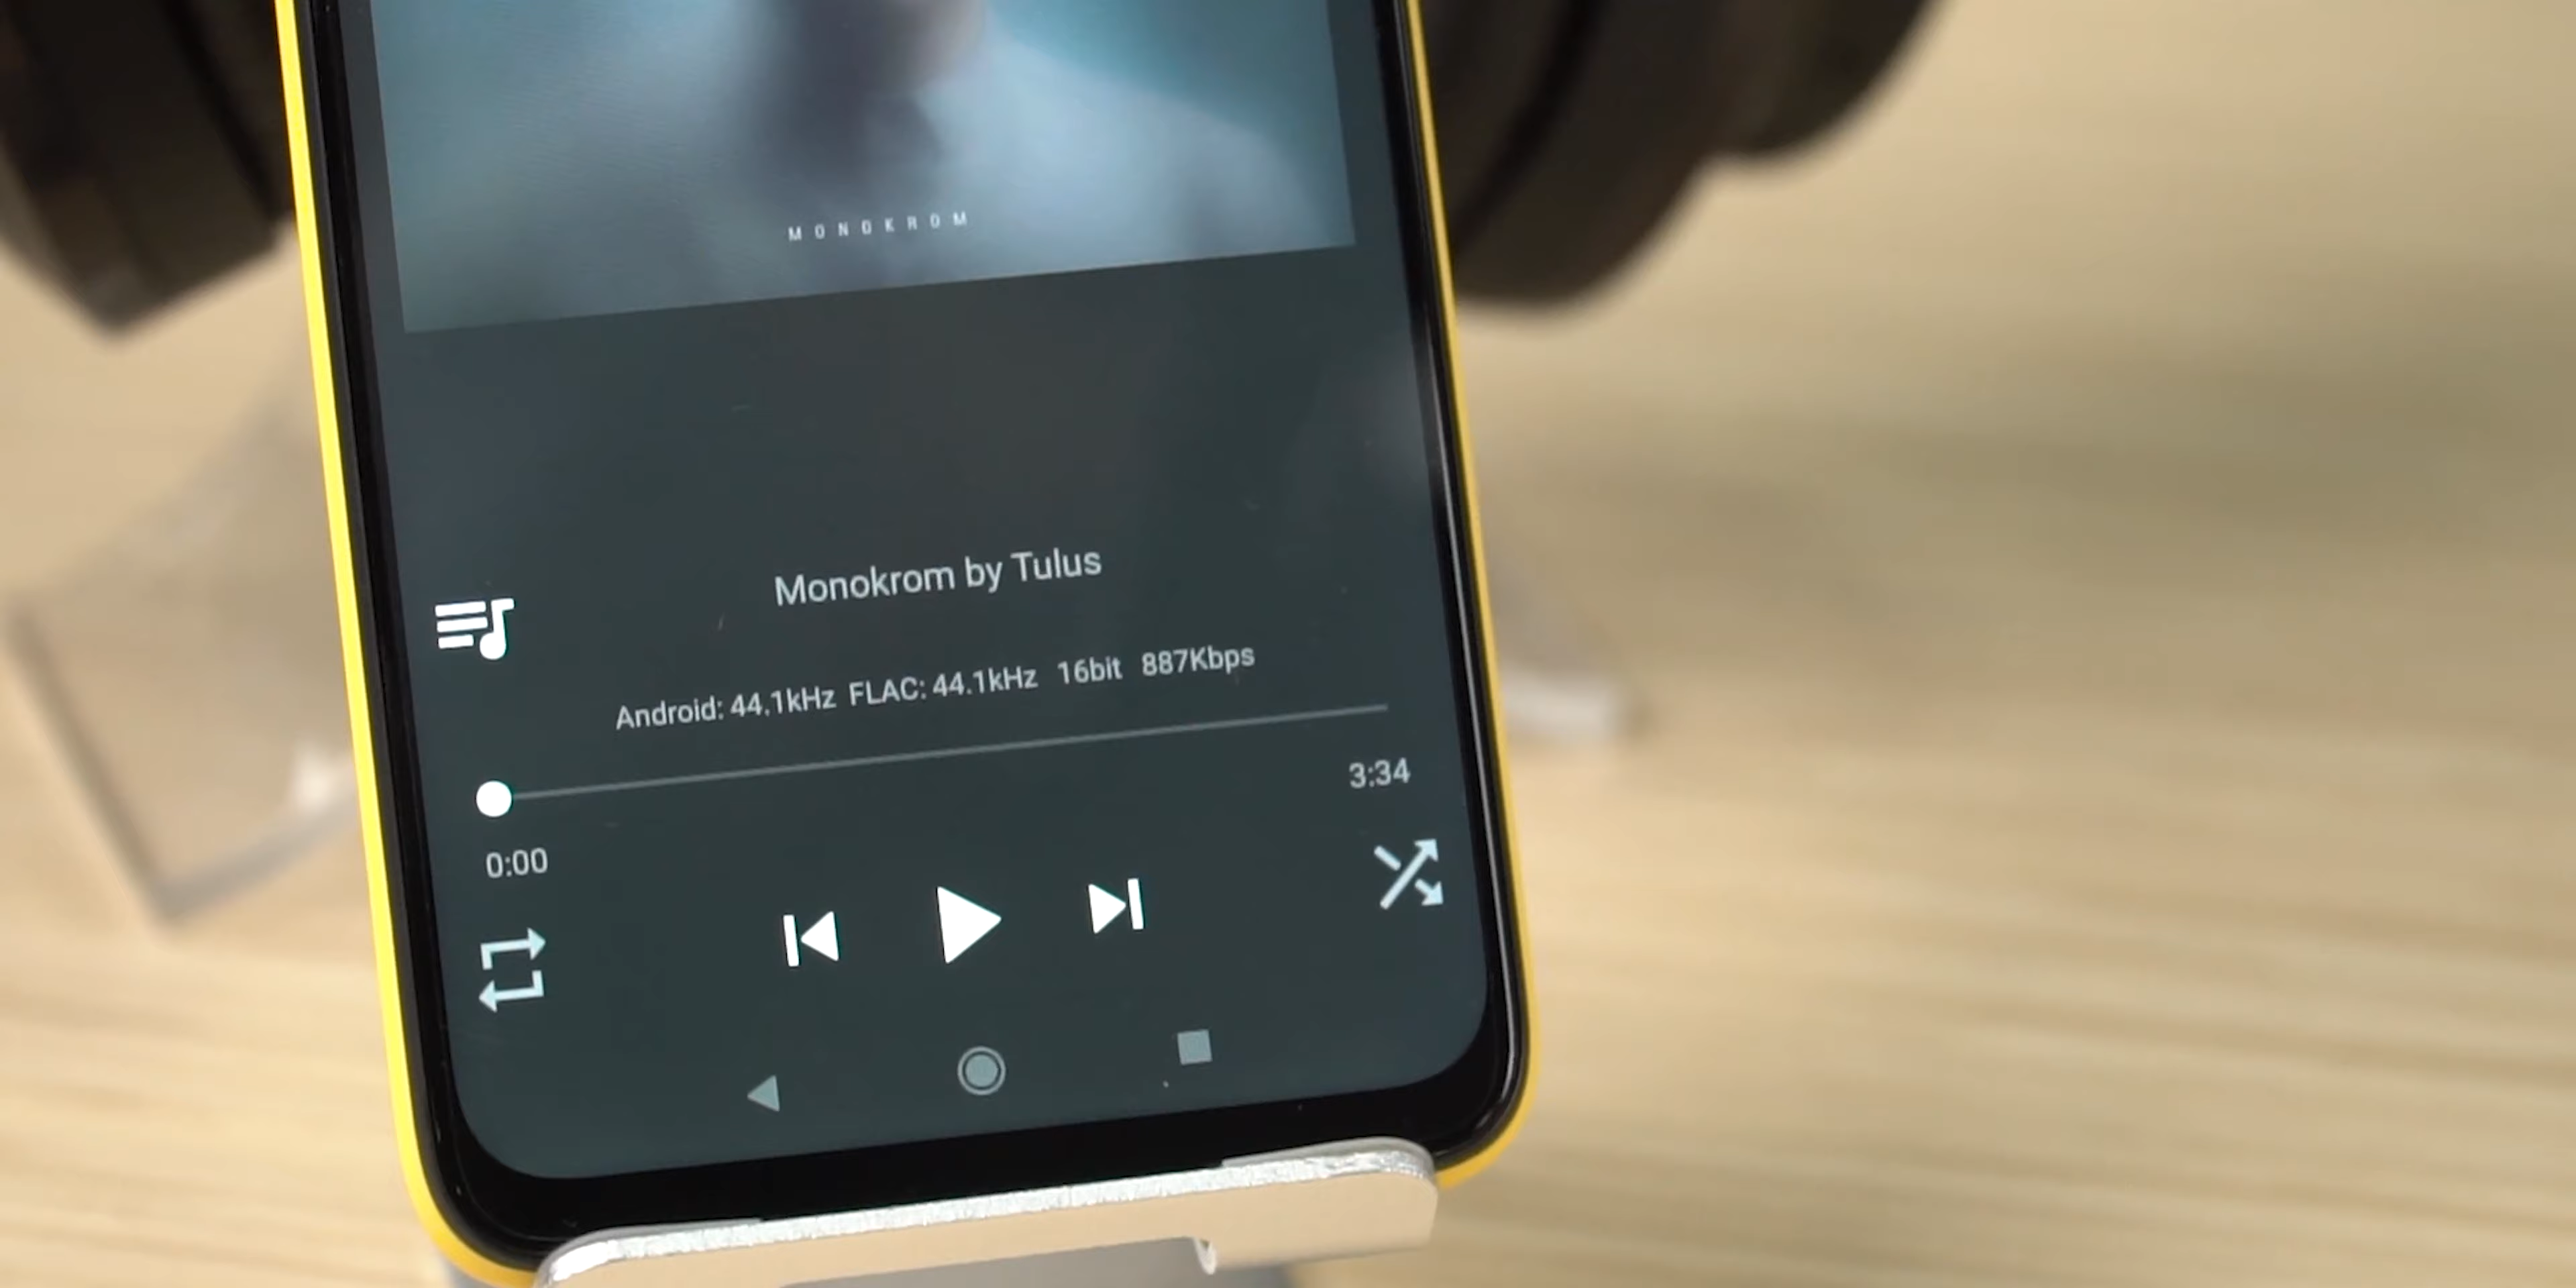 MONOKROM
Monokrom by Tulus
Android: 44.1kHz FLAC: 44.1kHz 16bit 887Kbps
3:34
0:00